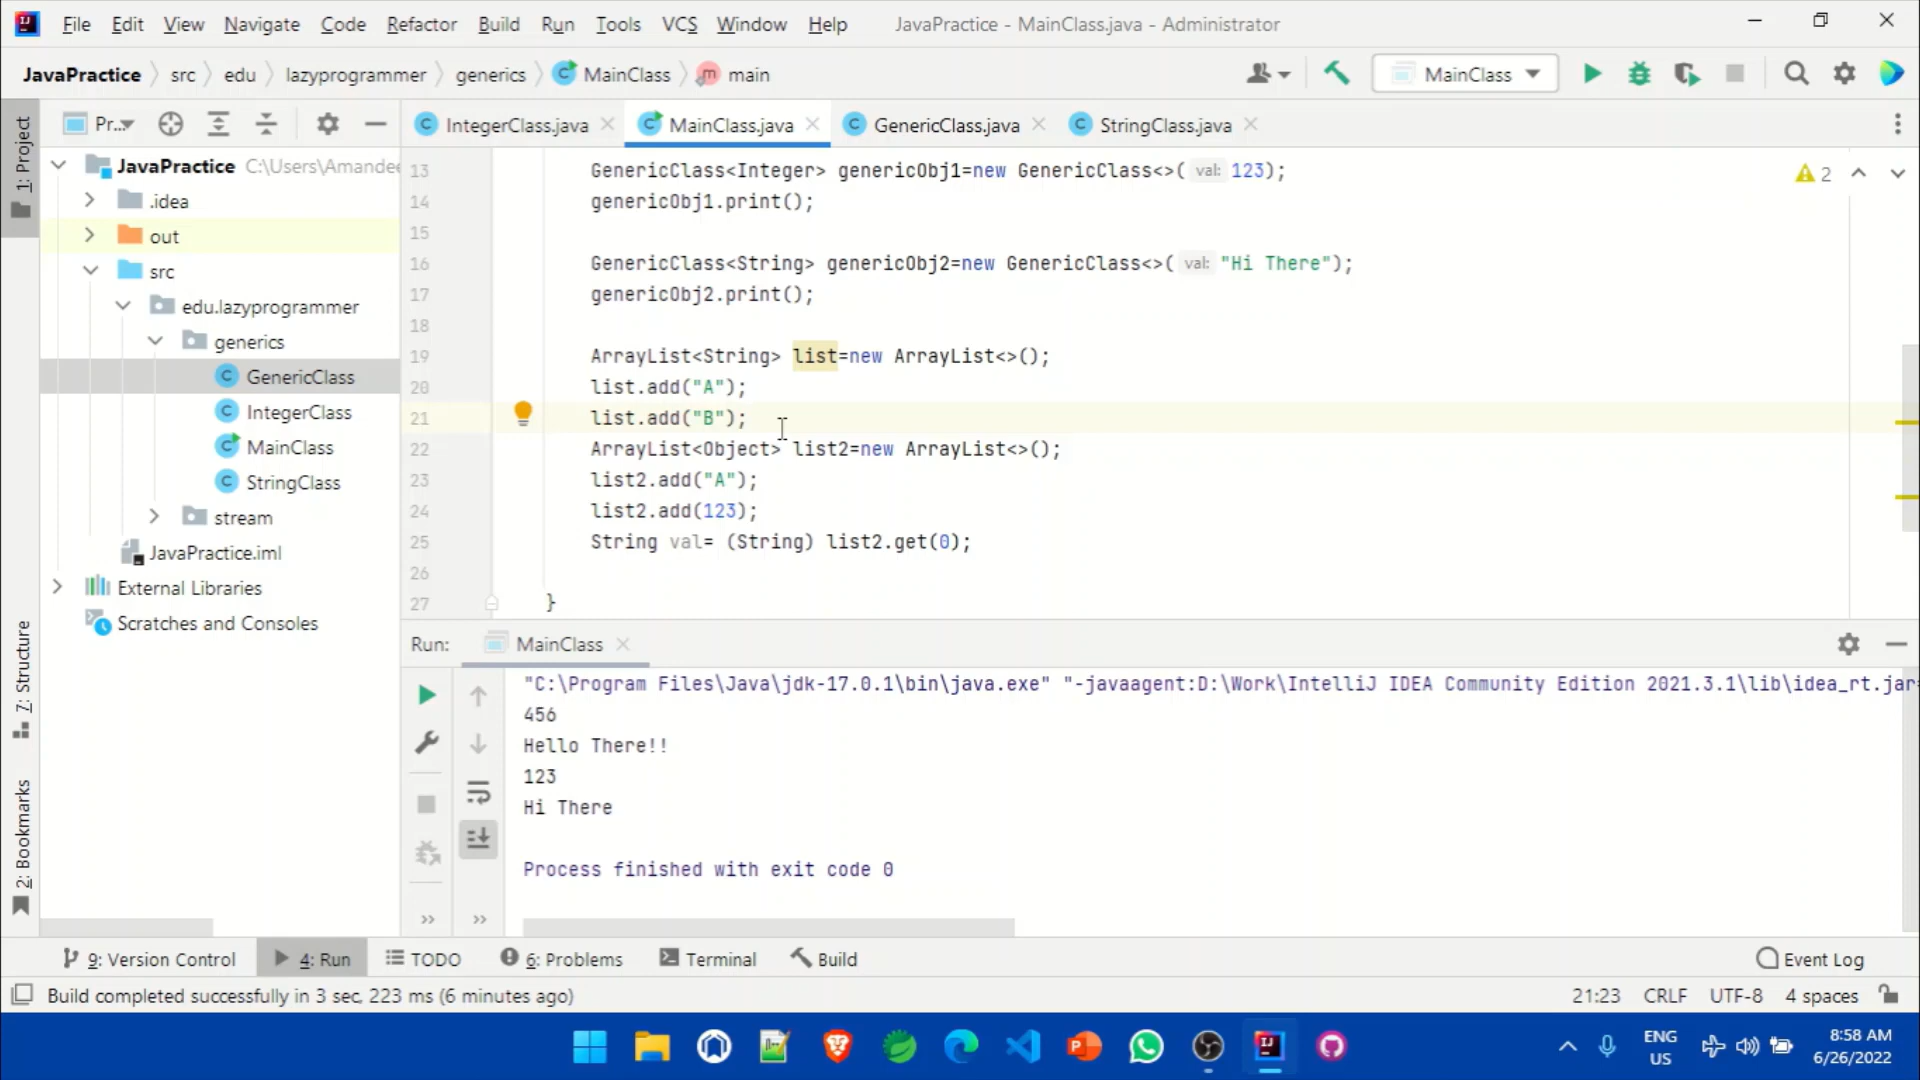 File Edit View Navigate Code Refactor Build Run Tools VCS Window Help JavaPractice - MainClass.java - Administrator
JavaPractice src edu lazyprogrammer generics MainClass main MainClass
1: Project
Pr... IntegerClass.java MainClass.java GenericClass.java StringClass.java
JavaPractice C:\Users\Amandee
.idea
out
src
edu.lazyprogrammer
generics
GenericClass
IntegerClass
MainClass
StringClass
stream
JavaPractice.iml
External Libraries
Scratches and Consoles
7: Structure
2: Bookmarks
2
13 GenericClass<Integer> genericObj1=new GenericClass<>( val: 123);
14 genericObj1.print();
15
16 GenericClass<String> genericObj2=new GenericClass<>( val: "Hi There");
17 genericObj2.print();
18
19 ArrayList<String> list=new ArrayList<>();
20 list.add("A");
21 list.add("B");
22 ArrayList<Object> list2=new ArrayList<>();
23 list2.add("A");
24 list2.add(123);
25 String val= (String) list2.get(0);
26
27 }
Run: MainClass
"C:\Program Files\Java\jdk-17.0.1\bin\java.exe" "-javaagent:D:\Work\IntelliJ IDEA Community Edition 2021.3.1\lib\idea_rt.jar=
456
Hello There!!
123
Hi There
Process finished with exit code 0
9: Version Control 4: Run TODO 6: Problems Terminal Build Event Log
Build completed successfully in 3 sec, 223 ms (6 minutes ago) 21:23 CRLF UTF-8 4 spaces
ENG
US
8:58 AM
6/26/2022